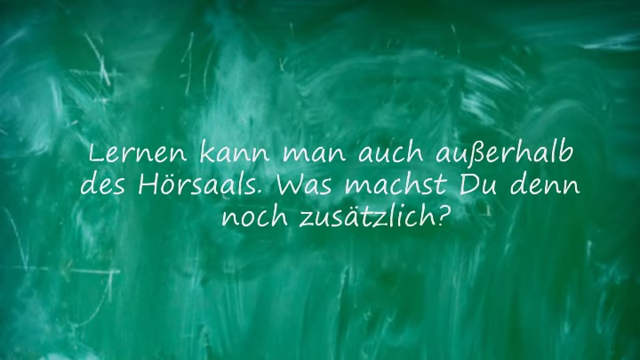 Lernen kann man auch außerhalb
des Hörsaals. Was machst Du denn
noch zusätzlich?